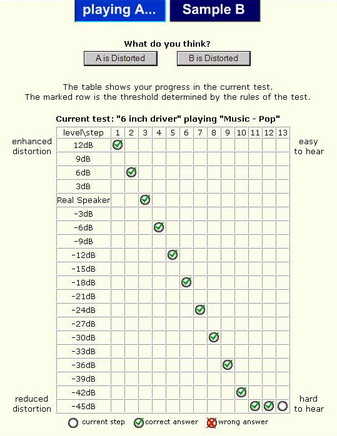 playing A... Sample B
What do you think?
A is Distorted B is Distorted
The table shows your progress in the current test.
The marked row is the threshold determined by the rules of the test.
Current test: "6 inch driver" playing "Music - Pop"
level\step 1 2 3 4 5 6 7 8 9 10 11 12 13
enhanced distortion
easy to hear
12dB
9dB
6dB
3dB
Real Speaker
-3dB
-6dB
-9dB
-12dB
-15dB
-18dB
-21dB
-24dB
-27dB
-30dB
-33dB
-36dB
-39dB
-42dB
-45dB
reduced distortion
hard to hear
current step correct answer wrong answer